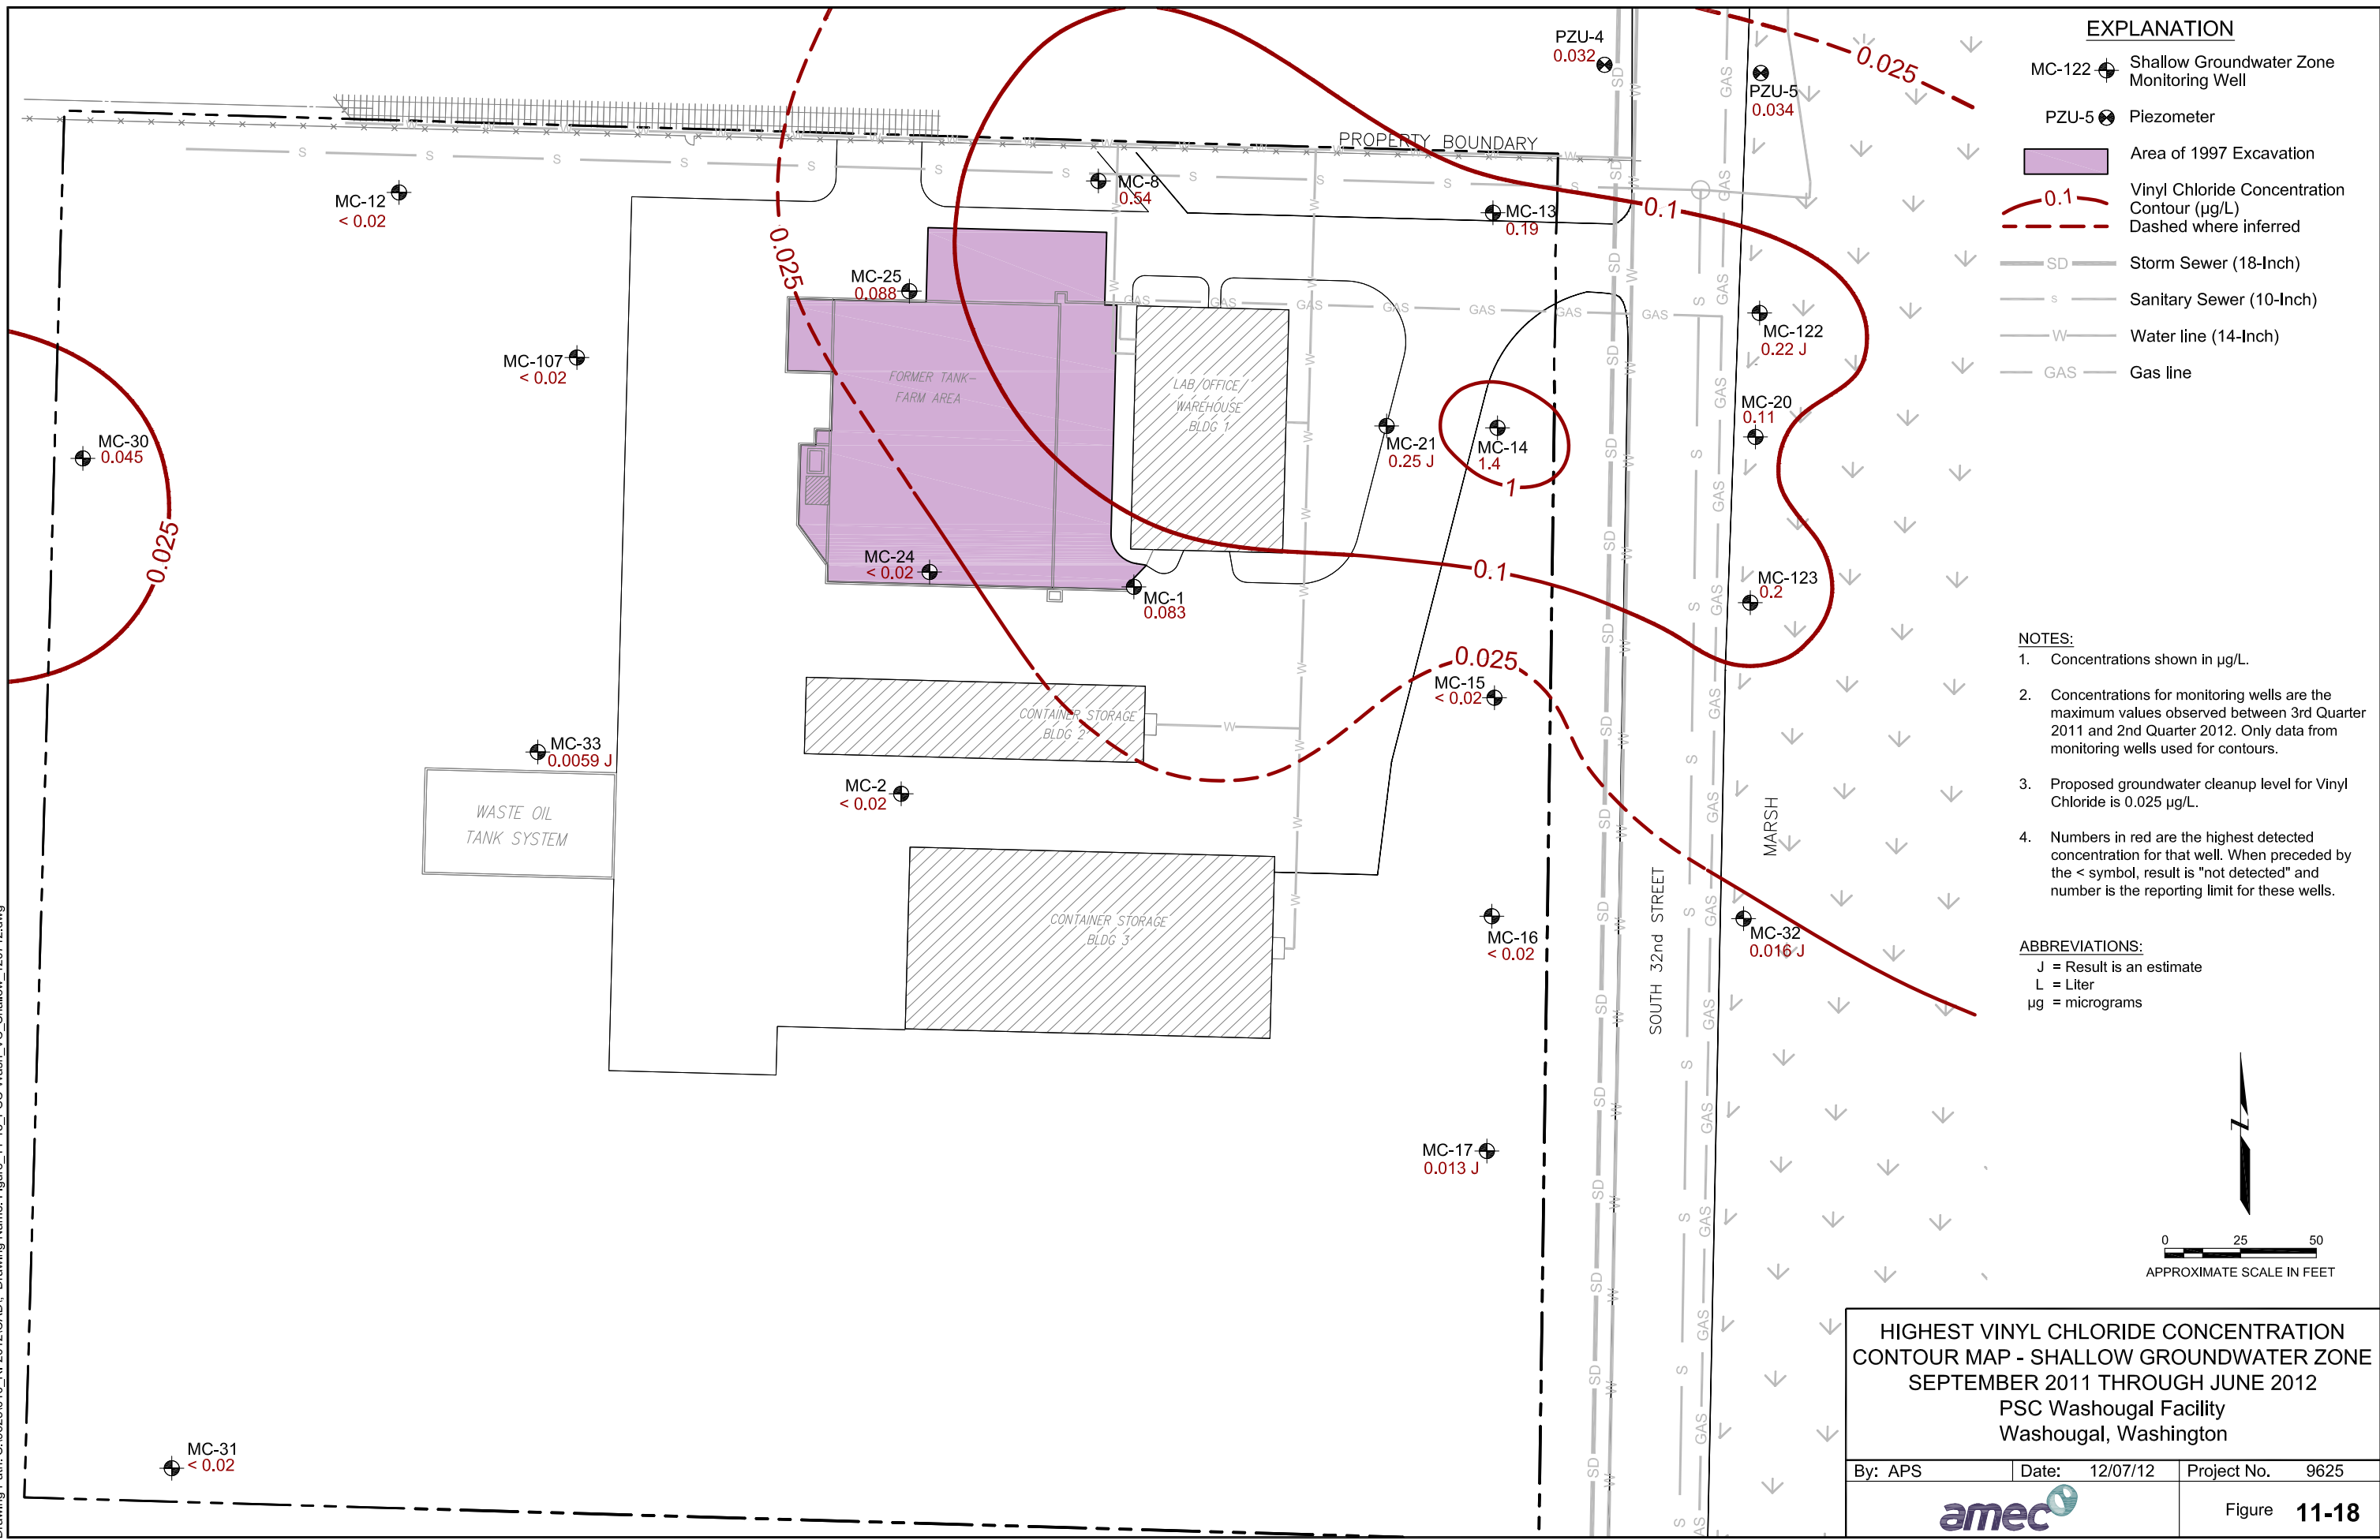 EXPLANATION
MC-122
Shallow Groundwater Zone
Monitoring Well
PZU-5
Piezometer
Area of 1997 Excavation
0.1
Vinyl Chloride Concentration
Contour (µg/L)
Dashed where inferred
SD
Storm Sewer (18-Inch)
S
Sanitary Sewer (10-Inch)
W
Water line (14-Inch)
GAS
Gas line
PZU-4
0.032
PZU-5
0.034
0.025
PROPERTY BOUNDARY
MC-12
< 0.02
MC-8
0.54
MC-13
0.19
0.1
0.025
MC-25
0.088
MC-107
< 0.02
FORMER TANK-
FARM AREA
LAB/OFFICE/
WAREHOUSE
BLDG 1
MC-122
0.22 J
MC-20
0.11
MC-30
0.045
MC-21
0.25 J
MC-14
1.4
1
0.025
MC-24
< 0.02
MC-1
0.083
0.1
MC-123
0.2
0.025
MC-15
< 0.02
CONTAINER STORAGE
BLDG 2
MC-33
0.0059 J
MC-2
< 0.02
WASTE OIL
TANK SYSTEM
CONTAINER STORAGE
BLDG 3
MC-16
< 0.02
MC-32
0.016 J
MARSH
SOUTH 32nd STREET
MC-17
0.013 J
MC-31
< 0.02
NOTES:
1. Concentrations shown in µg/L.
2. Concentrations for monitoring wells are the
maximum values observed between 3rd Quarter
2011 and 2nd Quarter 2012. Only data from
monitoring wells used for contours.
3. Proposed groundwater cleanup level for Vinyl
Chloride is 0.025 µg/L.
4. Numbers in red are the highest detected
concentration for that well. When preceded by
the < symbol, result is "not detected" and
number is the reporting limit for these wells.
ABBREVIATIONS:
J = Result is an estimate
L = Liter
µg = micrograms
0 25 50
APPROXIMATE SCALE IN FEET
HIGHEST VINYL CHLORIDE CONCENTRATION
CONTOUR MAP - SHALLOW GROUNDWATER ZONE
SEPTEMBER 2011 THROUGH JUNE 2012
PSC Washougal Facility
Washougal, Washington
By: APS Date: 12/07/12 Project No. 9625
amec
Figure 11-18